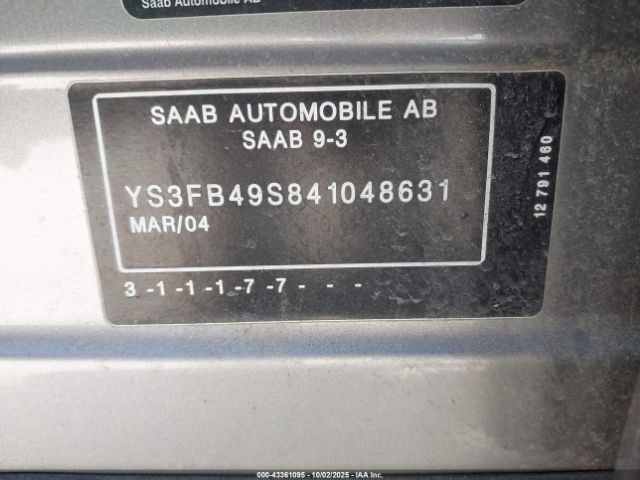 Saab Automobile AB
SAAB AUTOMOBILE AB
SAAB 9-3
YS3FB49S841048631
MAR/04
3 -1 -1 -1-7 -7 - - -
12 791 460
000-43361095 - 10/02/2025 - IAA Inc.